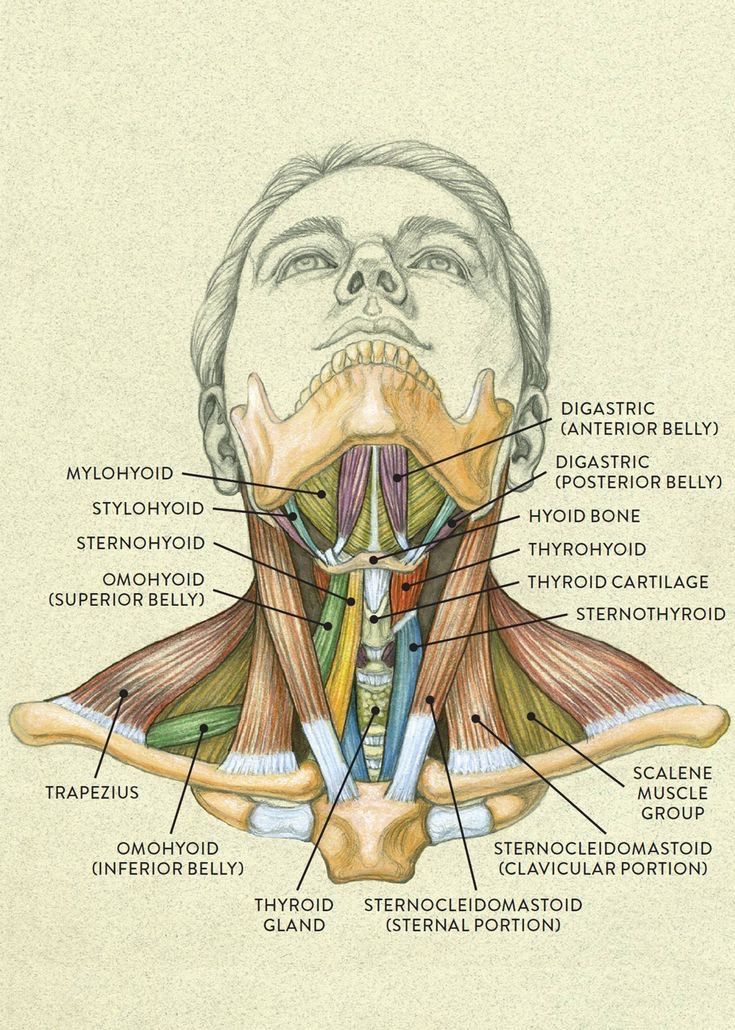 DIGASTRIC
(ANTERIOR BELLY)
DIGASTRIC
(POSTERIOR BELLY)
HYOID BONE
THYROHYOID
THYROID CARTILAGE
STERNOTHYROID
MYLOHYOID
STYLOHYOID
STERNOHYOID
OMOHYOID
(SUPERIOR BELLY)
TRAPEZIUS
OMOHYOID
(INFERIOR BELLY)
THYROID
GLAND
STERNOCLEIDOMASTOID
(STERNAL PORTION)
STERNOCLEIDOMASTOID
(CLAVICULAR PORTION)
SCALENE
MUSCLE
GROUP